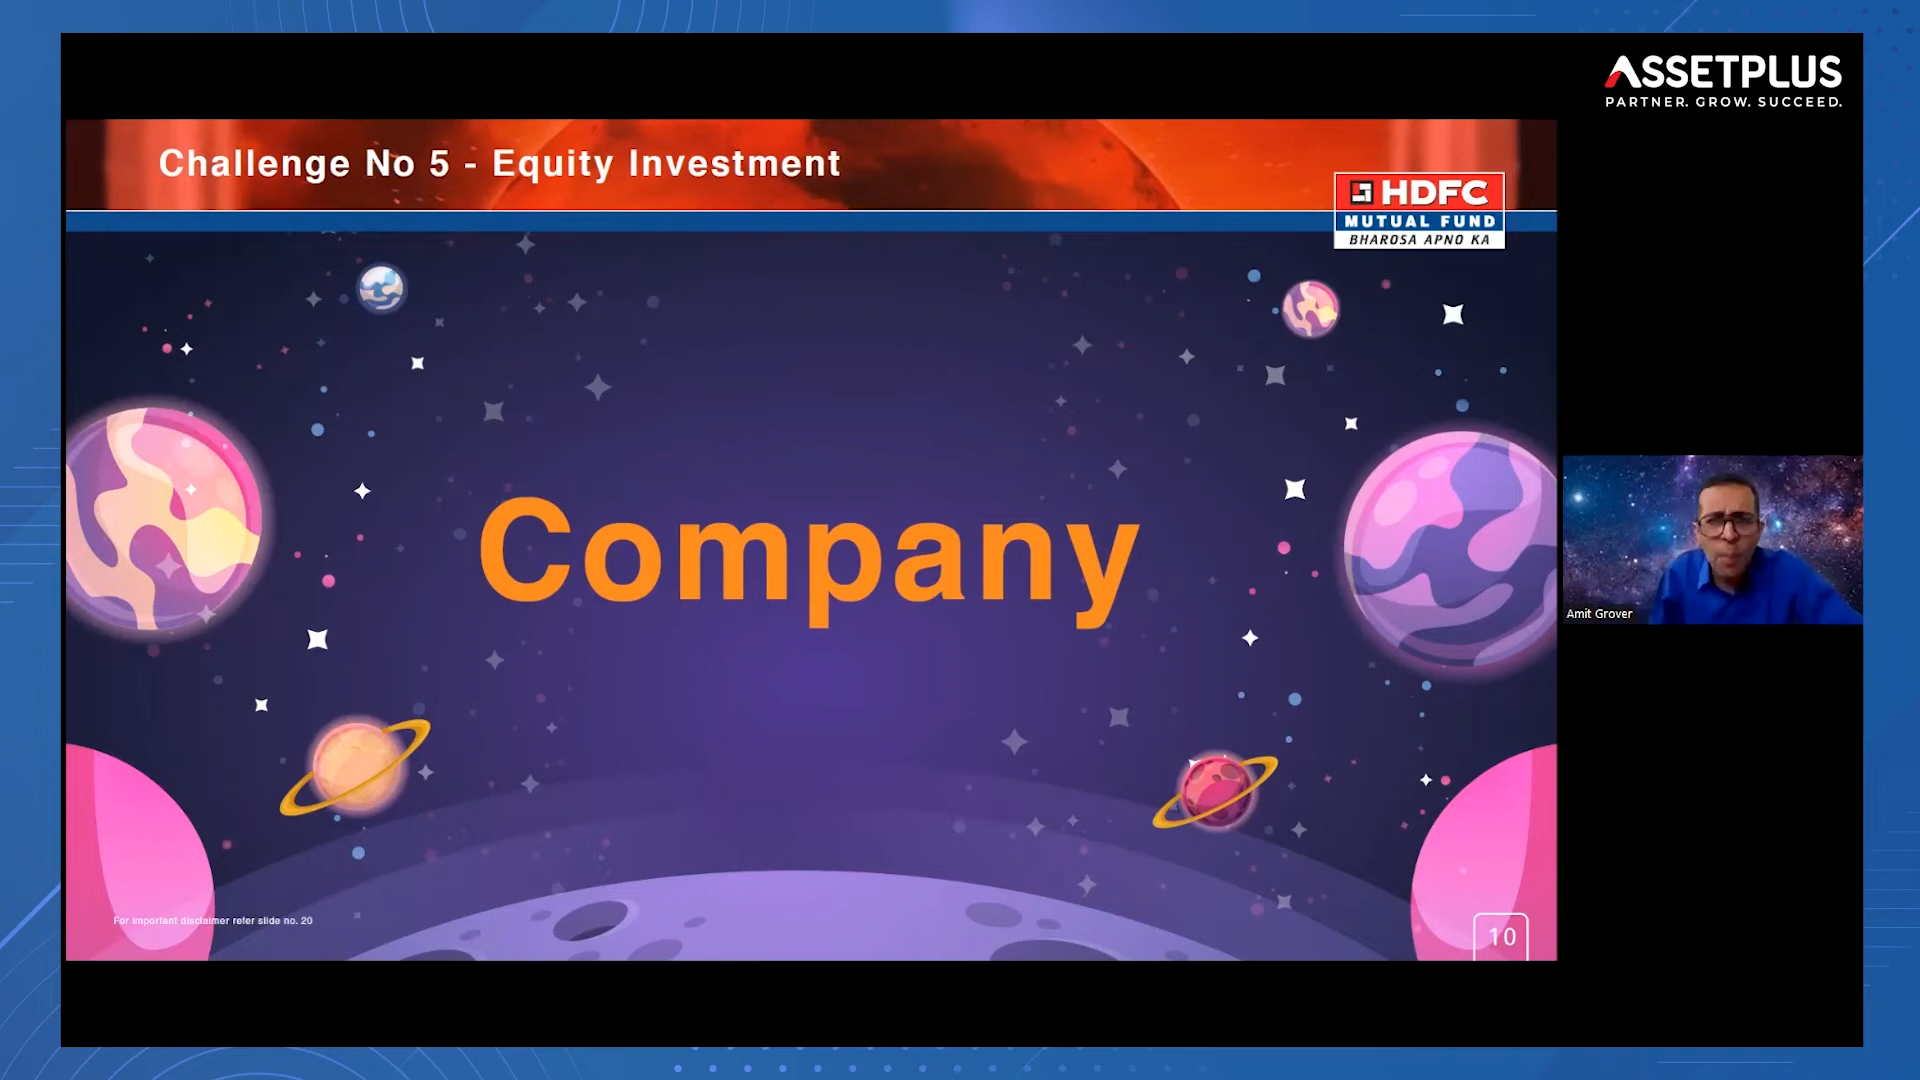 ASSETPLUS
PARTNER. GROW. SUCCEED.
Challenge No 5 - Equity Investment
HDFC
MUTUAL FUND
BHAROSA APNO KA
Company
Amit Grover
For important disclaimer refer slide no. 20
10